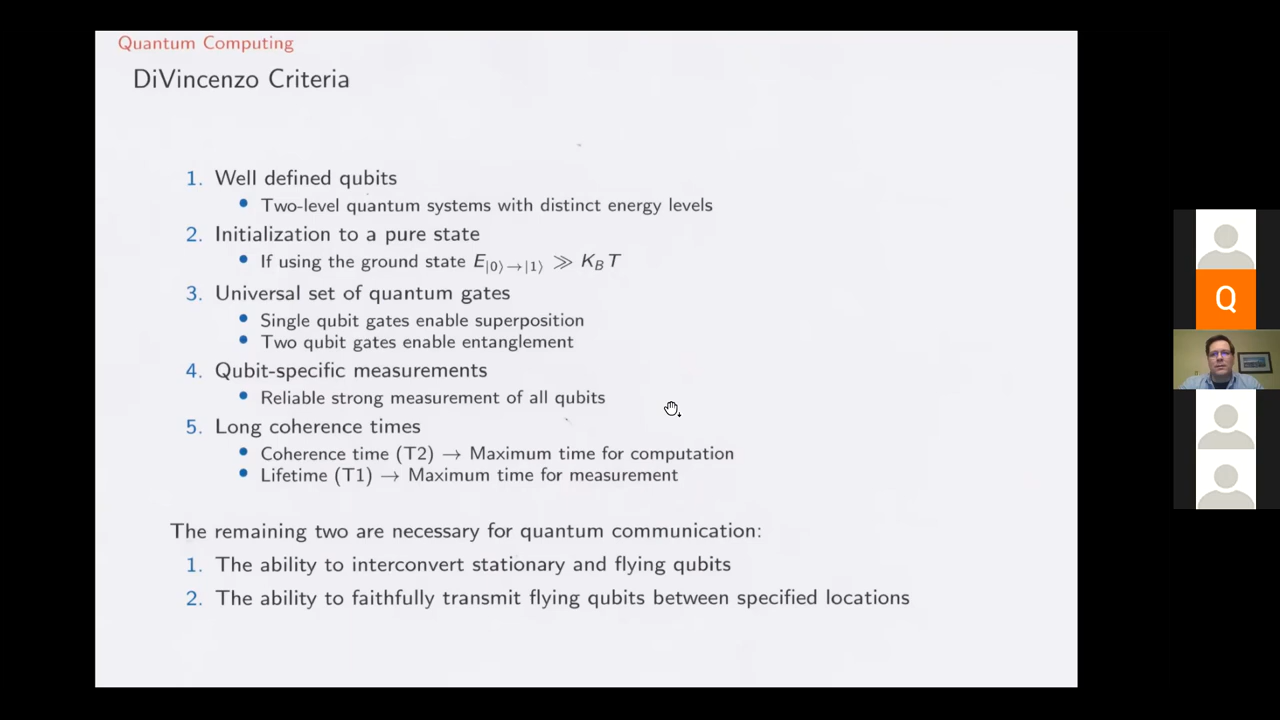 Quantum Computing
DiVincenzo Criteria
1. Well defined qubits
• Two-level quantum systems with distinct energy levels
2. Initialization to a pure state
• If using the ground state E|0⟩→|1⟩ ≫ K_B T
3. Universal set of quantum gates
• Single qubit gates enable superposition
• Two qubit gates enable entanglement
4. Qubit-specific measurements
• Reliable strong measurement of all qubits
5. Long coherence times
• Coherence time (T2) → Maximum time for computation
• Lifetime (T1) → Maximum time for measurement
The remaining two are necessary for quantum communication:
1. The ability to interconvert stationary and flying qubits
2. The ability to faithfully transmit flying qubits between specified locations
Q